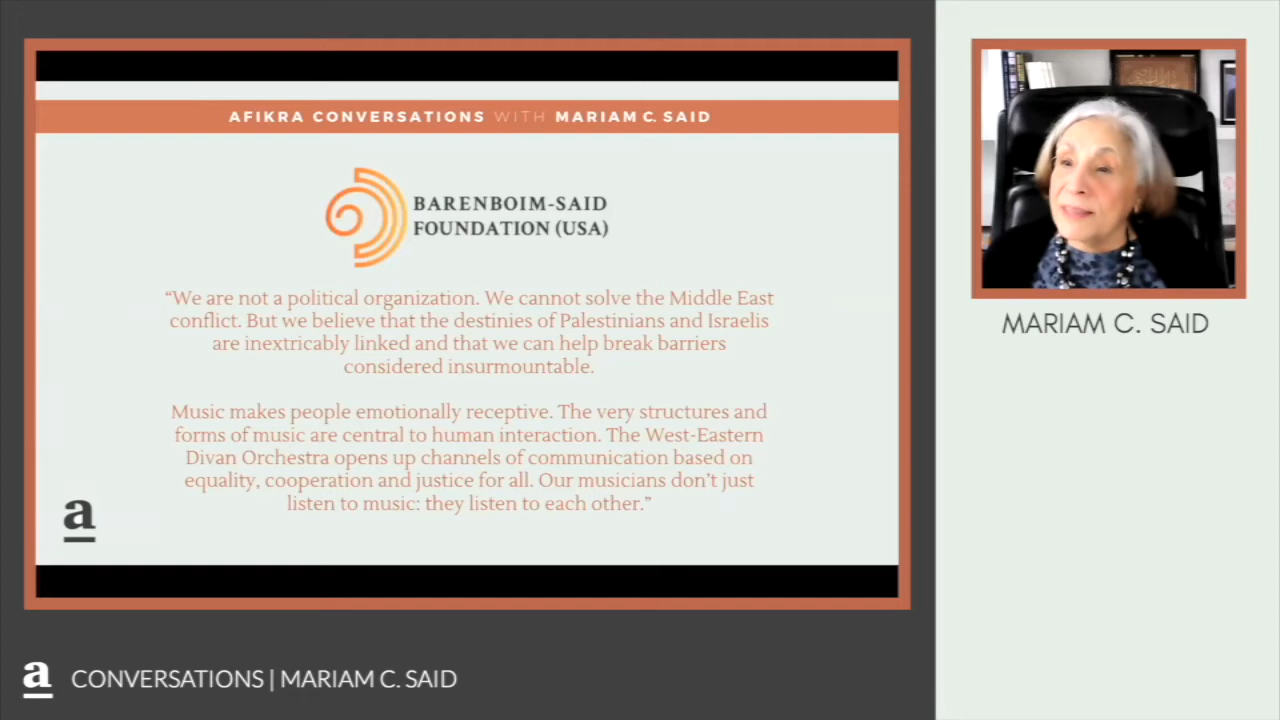 AFIKRA CONVERSATIONS WITH MARIAM C. SAID
BARENBOIM-SAID
FOUNDATION (USA)
“We are not a political organization. We cannot solve the Middle East
conflict. But we believe that the destinies of Palestinians and Israelis
are inextricably linked and that we can help break barriers
considered insurmountable.
Music makes people emotionally receptive. The very structures and
forms of music are central to human interaction. The West-Eastern
Divan Orchestra opens up channels of communication based on
equality, cooperation and justice for all. Our musicians don’t just
listen to music: they listen to each other.”
a
MARIAM C. SAID
a CONVERSATIONS | MARIAM C. SAID